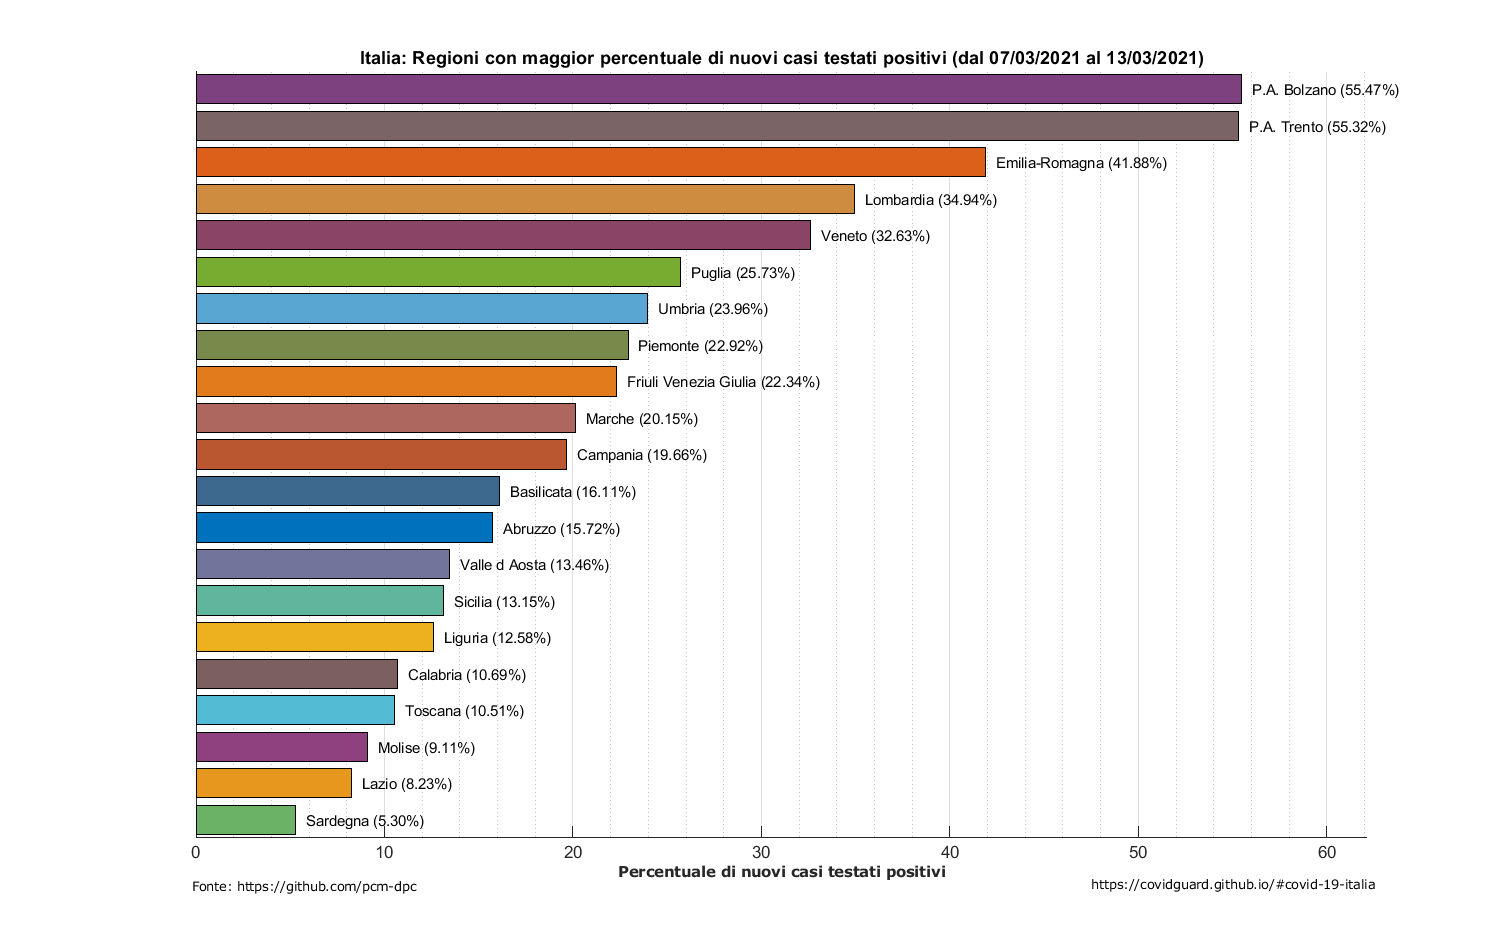 Italia: Regioni con maggior percentuale di nuovi casi testati positivi (dal 07/03/2021 al 13/03/2021)
P.A. Bolzano (55.47%)
P.A. Trento (55.32%)
Emilia-Romagna (41.88%)
Lombardia (34.94%)
Veneto (32.63%)
Puglia (25.73%)
Umbria (23.96%)
Piemonte (22.92%)
Friuli Venezia Giulia (22.34%)
Marche (20.15%)
Campania (19.66%)
Basilicata (16.11%)
Abruzzo (15.72%)
Valle d Aosta (13.46%)
Sicilia (13.15%)
Liguria (12.58%)
Calabria (10.69%)
Toscana (10.51%)
Molise (9.11%)
Lazio (8.23%)
Sardegna (5.30%)
0 10 20 30 40 50 60
Percentuale di nuovi casi testati positivi
Fonte: https://github.com/pcm-dpc
https://covidguard.github.io/#covid-19-italia